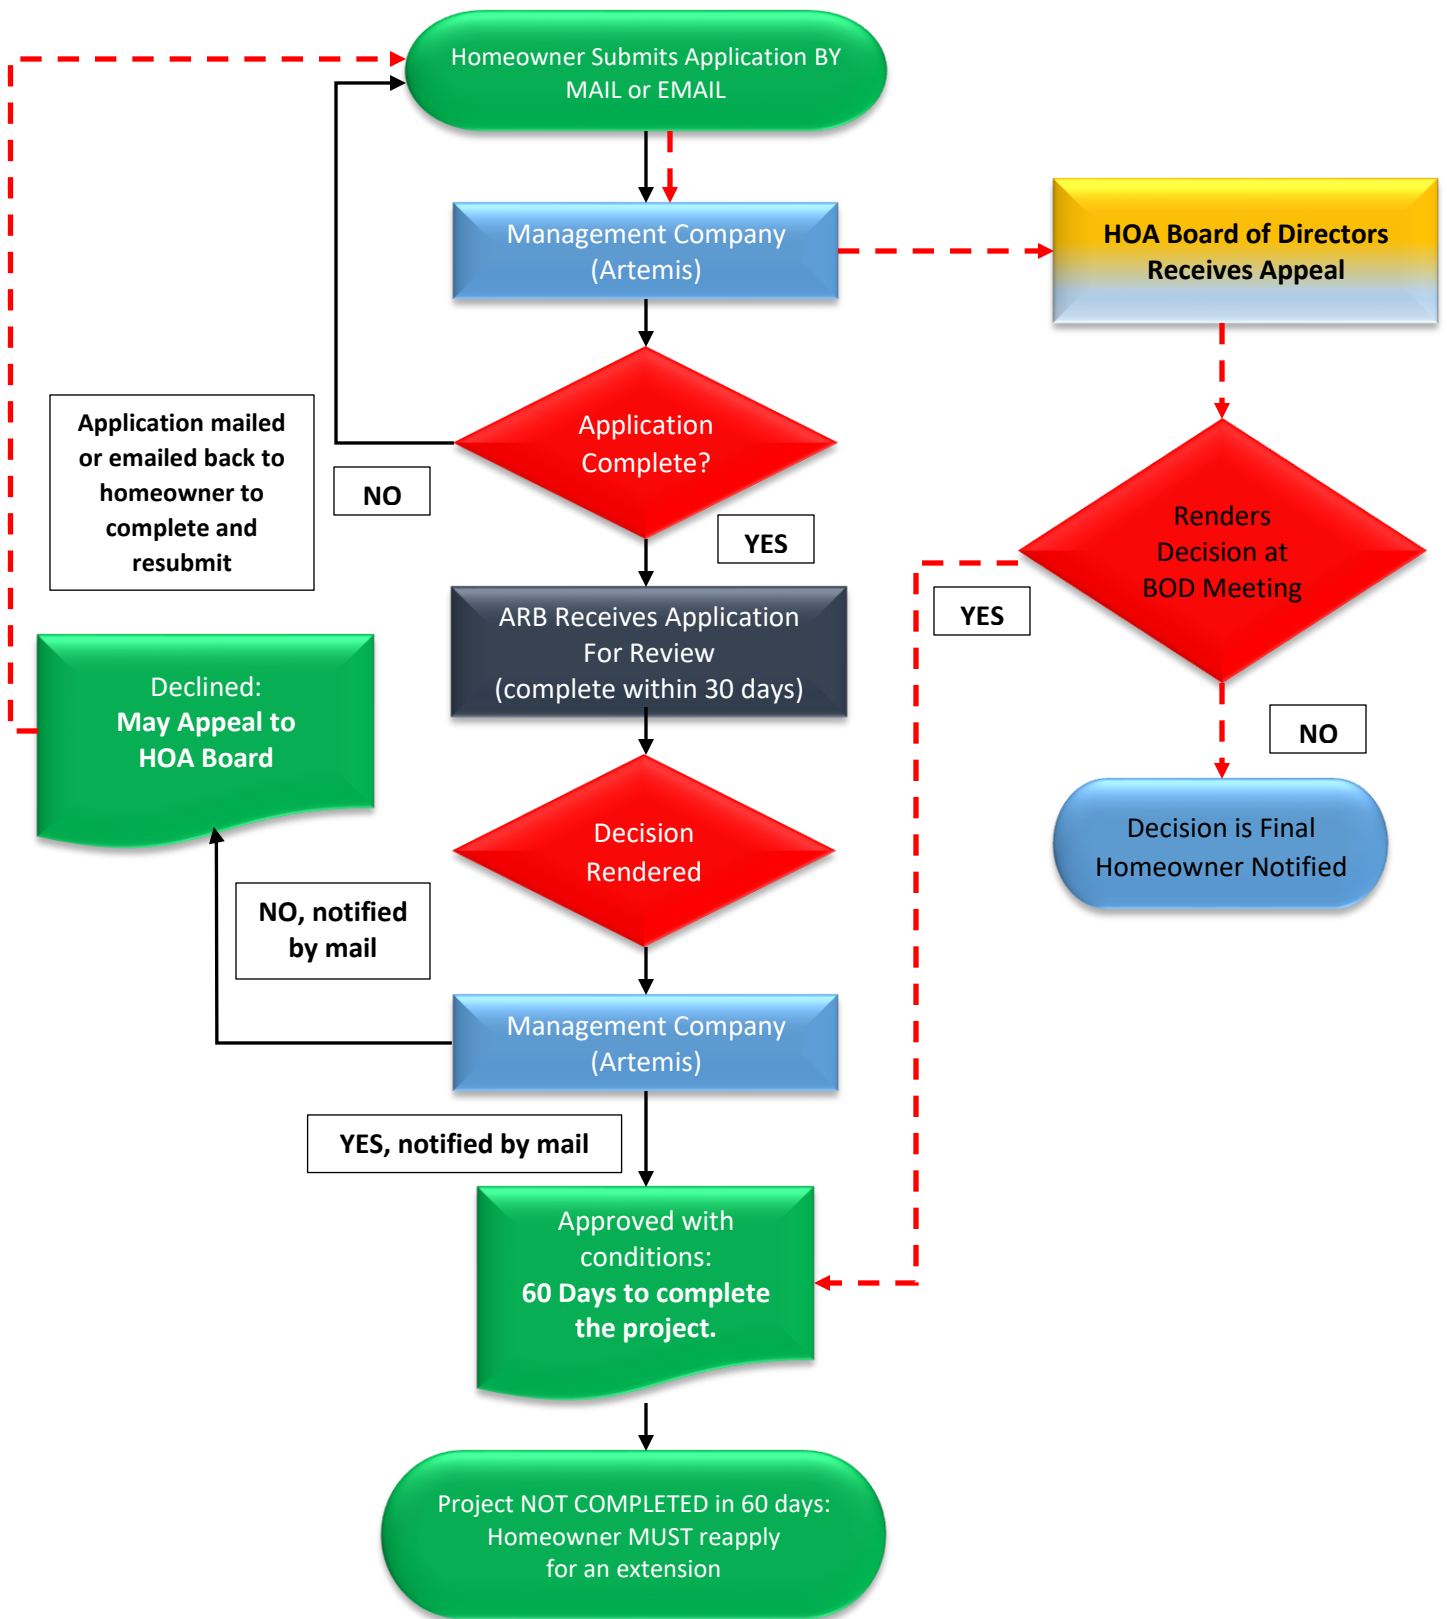 Homeowner Submits Application BY
MAIL or EMAIL
Management Company
(Artemis)
HOA Board of Directors
Receives Appeal
Application mailed
or emailed back to
homeowner to
complete and
resubmit
Application
Complete?
NO
YES
Renders
Decision at
BOD Meeting
YES
ARB Receives Application
For Review
(complete within 30 days)
Declined:
May Appeal to
HOA Board
NO
Decision
Rendered
Decision is Final
Homeowner Notified
NO, notified
by mail
Management Company
(Artemis)
YES, notified by mail
Approved with
conditions:
60 Days to complete
the project.
Project NOT COMPLETED in 60 days:
Homeowner MUST reapply
for an extension